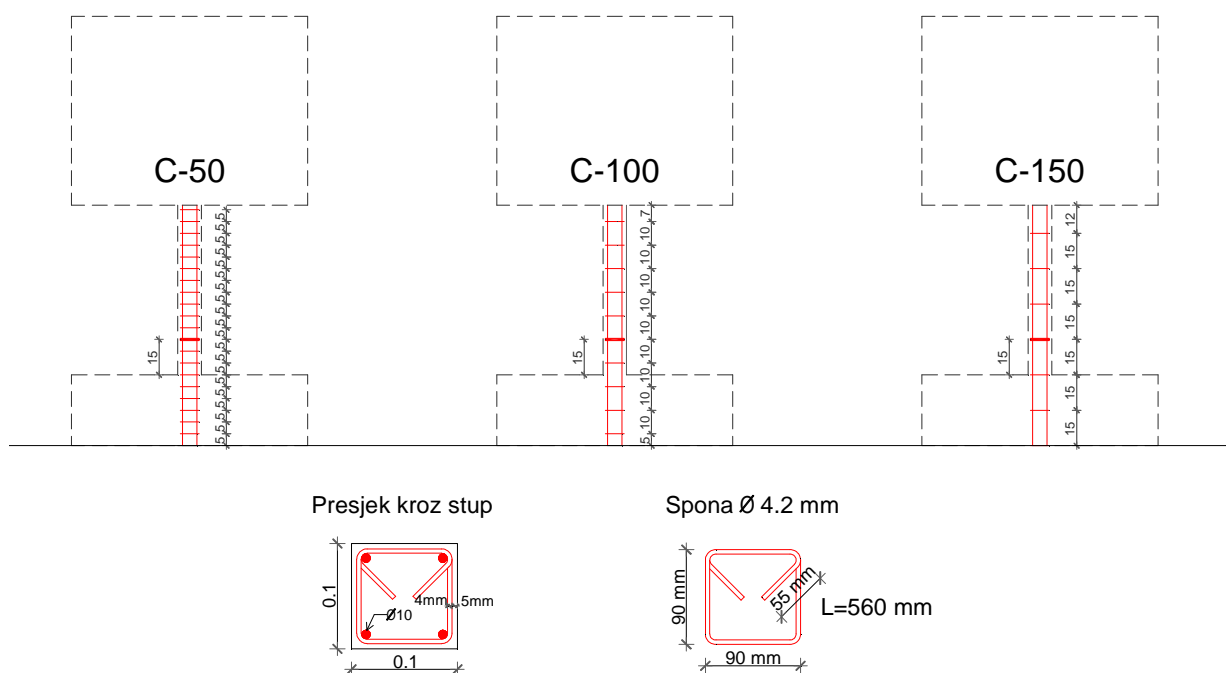 C-50
C-100
C-150
5 5 5 5 5 5 5 5 5 5 5 5 5 5 5 5 5 5 5 5
15
7 10 10 10 10 10 10 10 10 10 5
15
12 15 15 15 15 15 15
15
Presjek kroz stup
0.1
4mm
5mm
Ø10
0.1
Spona Ø 4.2 mm
90 mm
55 mm
L=560 mm
90 mm